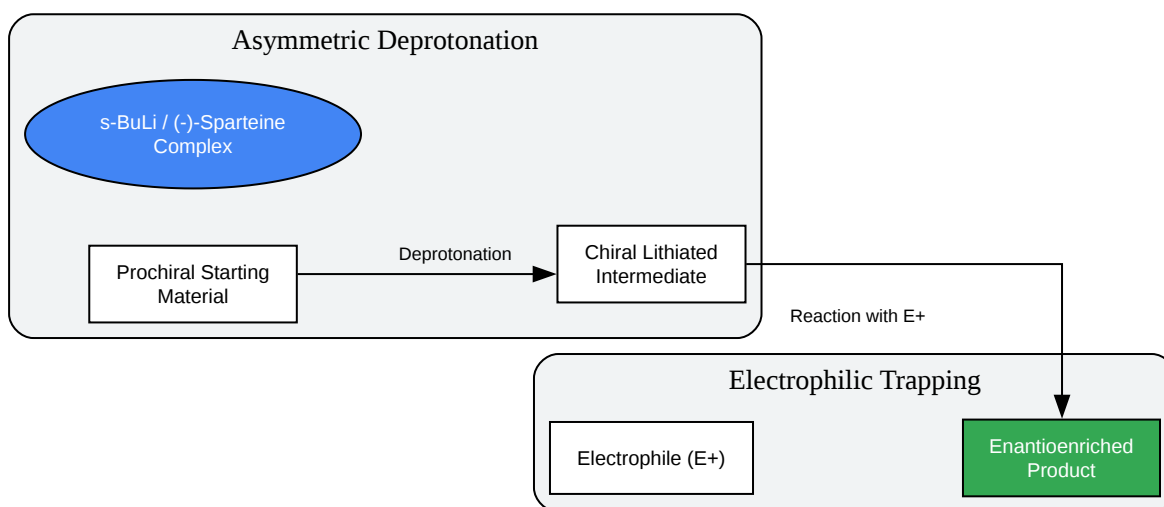 Asymmetric Deprotonation
s-BuLi / (-)-Sparteine
Complex
Prochiral Starting
Material
Deprotonation
Chiral Lithiated
Intermediate
Reaction with E+
Electrophilic Trapping
Electrophile (E+)
Enantioenriched
Product